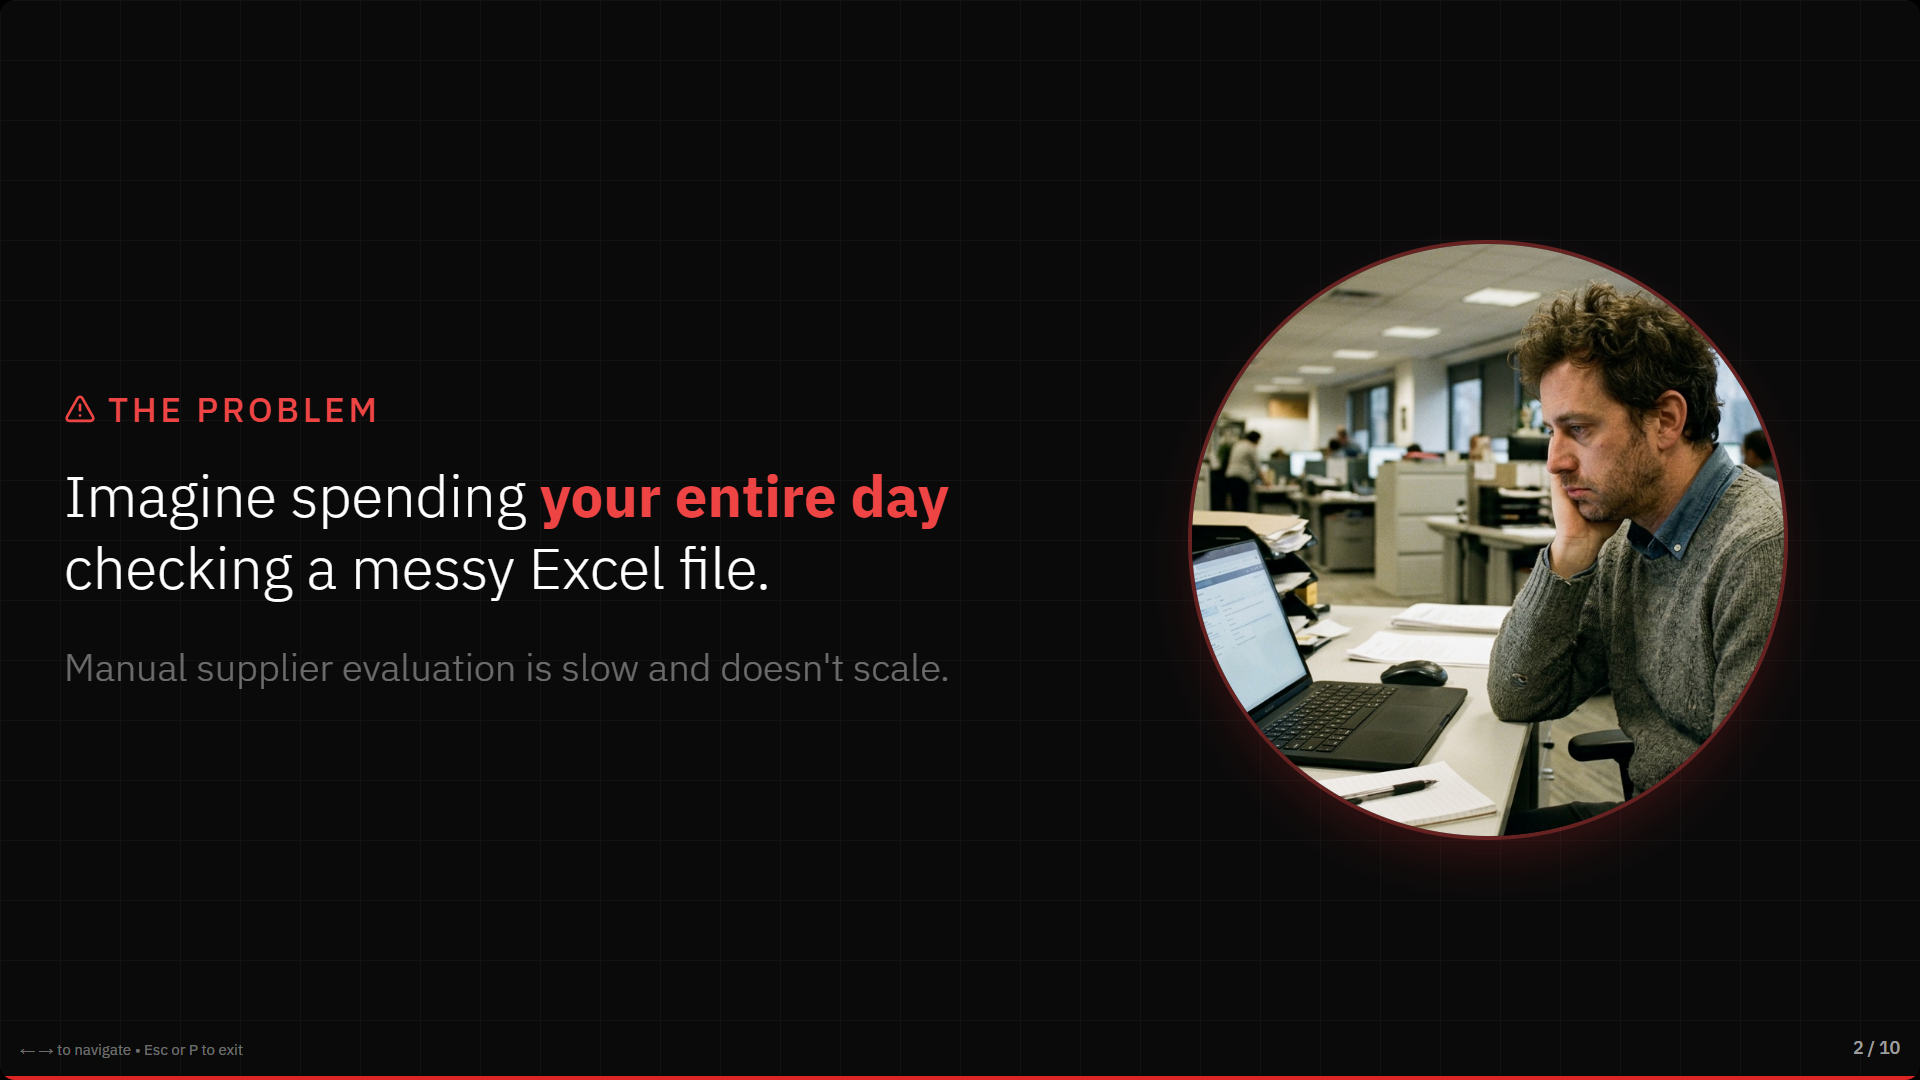 THE PROBLEM
Imagine spending your entire day
checking a messy Excel file.
Manual supplier evaluation is slow and doesn't scale.
←→ to navigate • Esc or P to exit
2 / 10